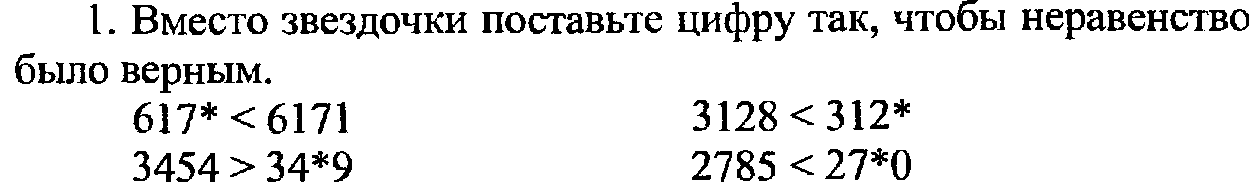 1. Вместо звездочки поставьте цифру так, чтобы неравенство
было верным.
617* < 6171 3128 < 312*
3454 > 34*9 2785 < 27*0